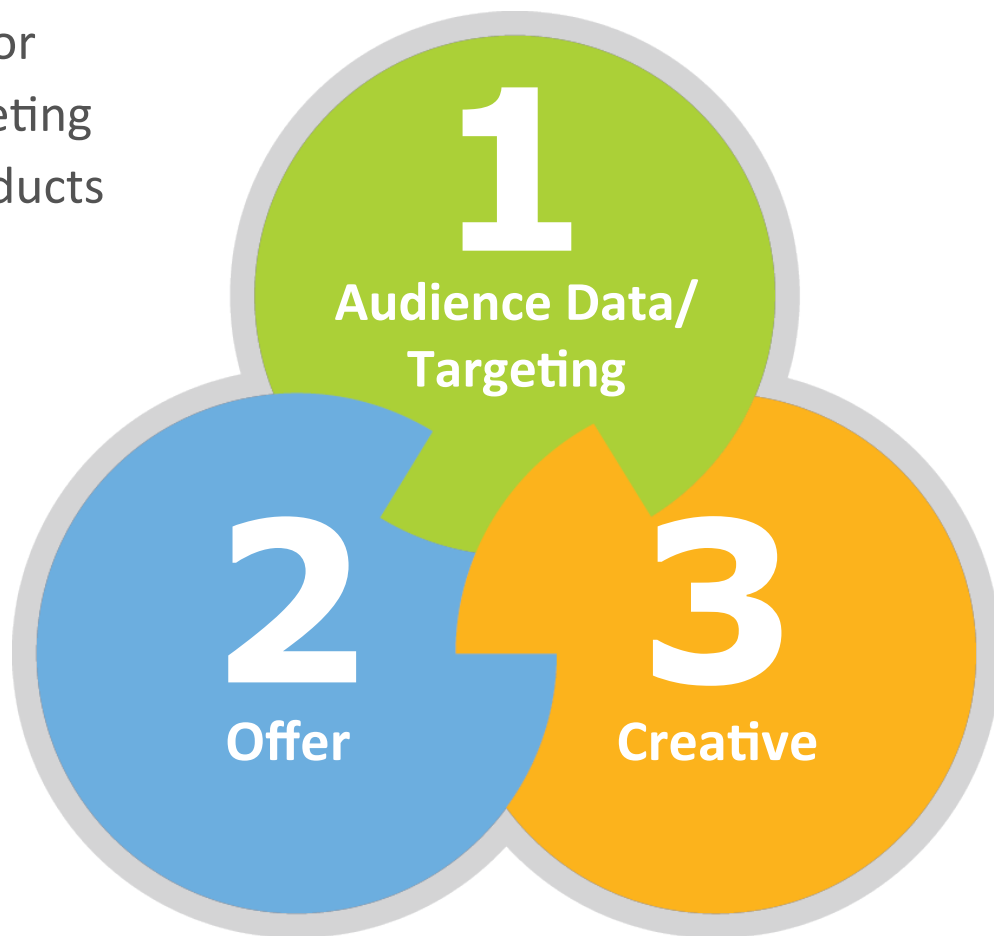 or
eting
ducts
1
Audience Data/
Targeting
2
Offer
3
Creative